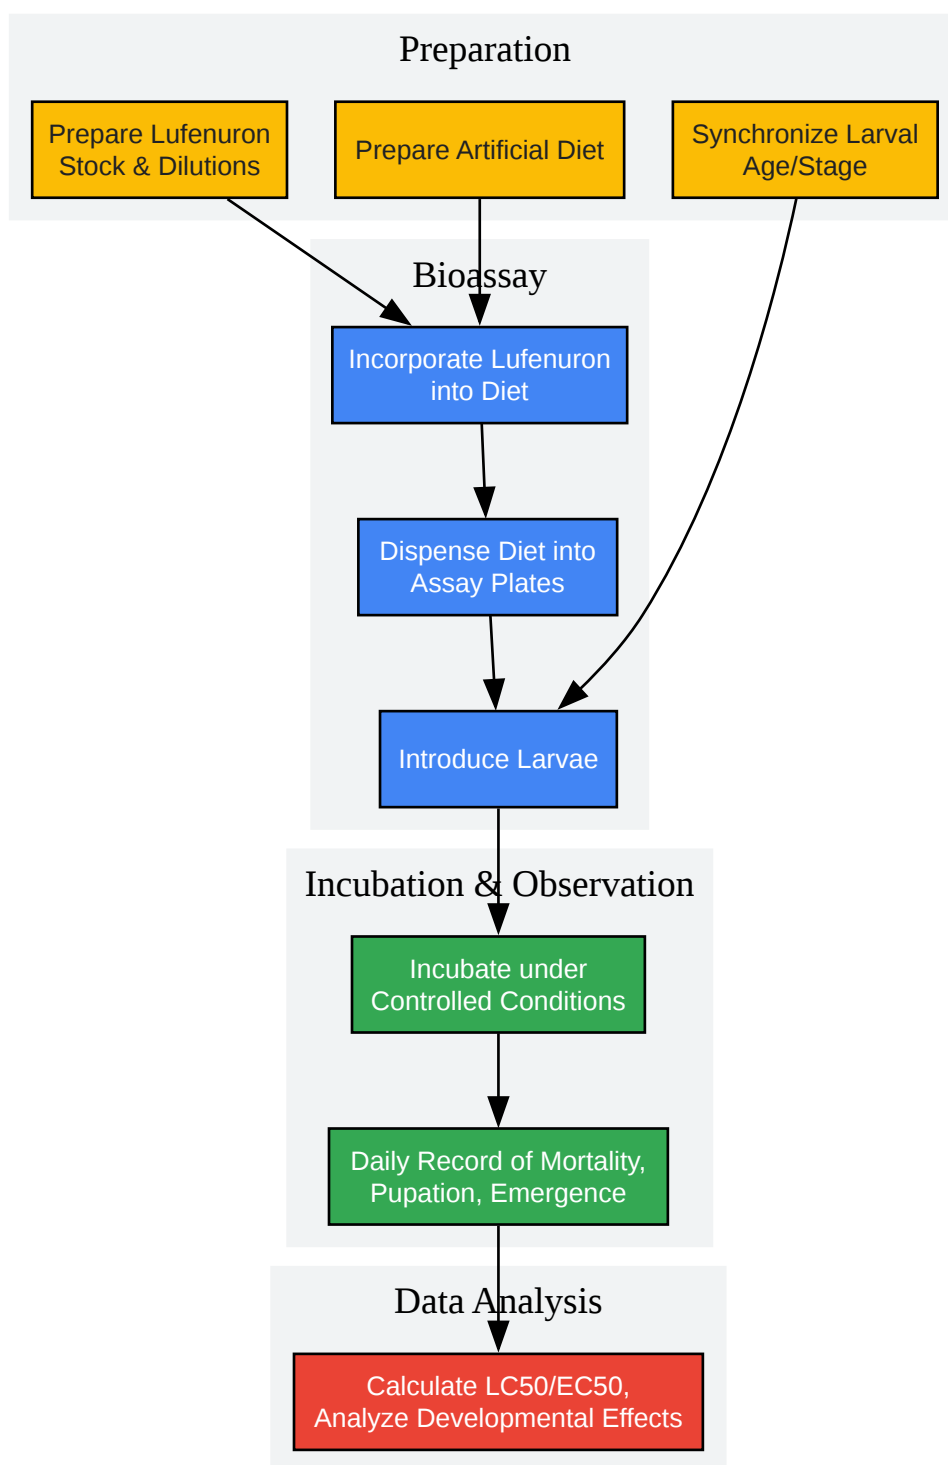 Preparation
Prepare Lufenuron
Stock & Dilutions
Prepare Artificial Diet
Synchronize Larval
Age/Stage
Bioassay
Incorporate Lufenuron
into Diet
Dispense Diet into
Assay Plates
Introduce Larvae
Incubation & Observation
Incubate under
Controlled Conditions
Daily Record of Mortality,
Pupation, Emergence
Data Analysis
Calculate LC50/EC50,
Analyze Developmental Effects